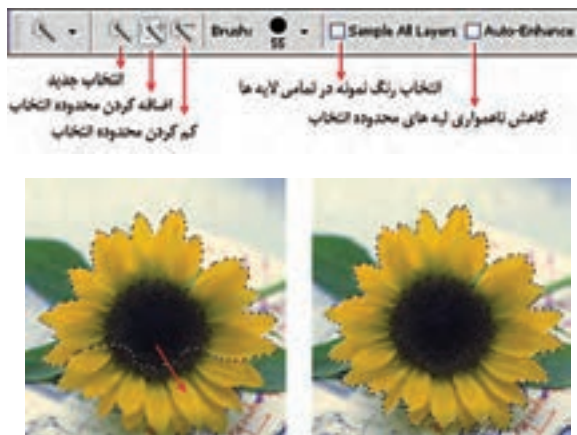 Brush: 55 Sample All Layers Auto-Enhance
انتخاب جدید
اضافه کردن محدوده انتخاب
کم کردن محدوده انتخاب
انتخاب رنگ نمونه در تمامی لایه ها
کاهش ناهمواری لبه های محدوده انتخاب